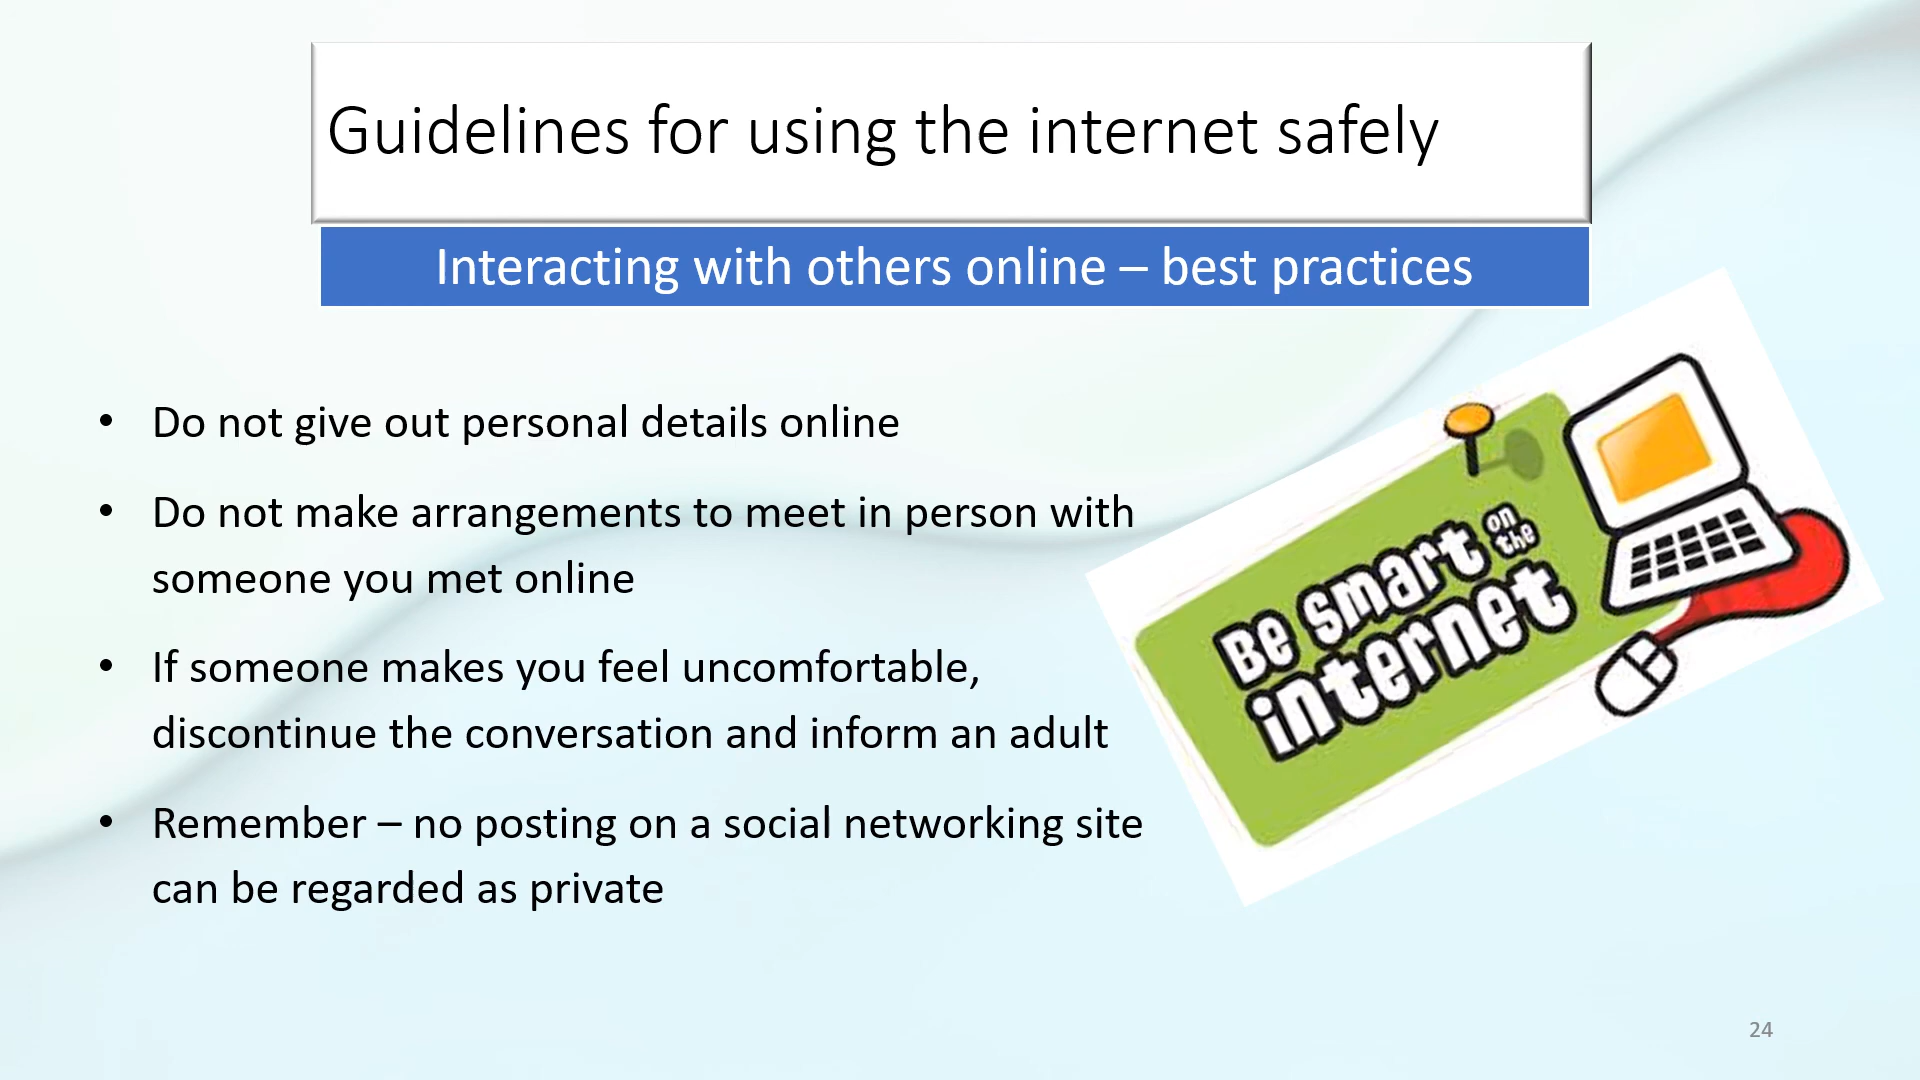 Guidelines for using the internet safely
Interacting with others online – best practices
• Do not give out personal details online
• Do not make arrangements to meet in person with
someone you met online
• If someone makes you feel uncomfortable,
discontinue the conversation and inform an adult
• Remember – no posting on a social networking site
can be regarded as private
Be smart on the
internet
24